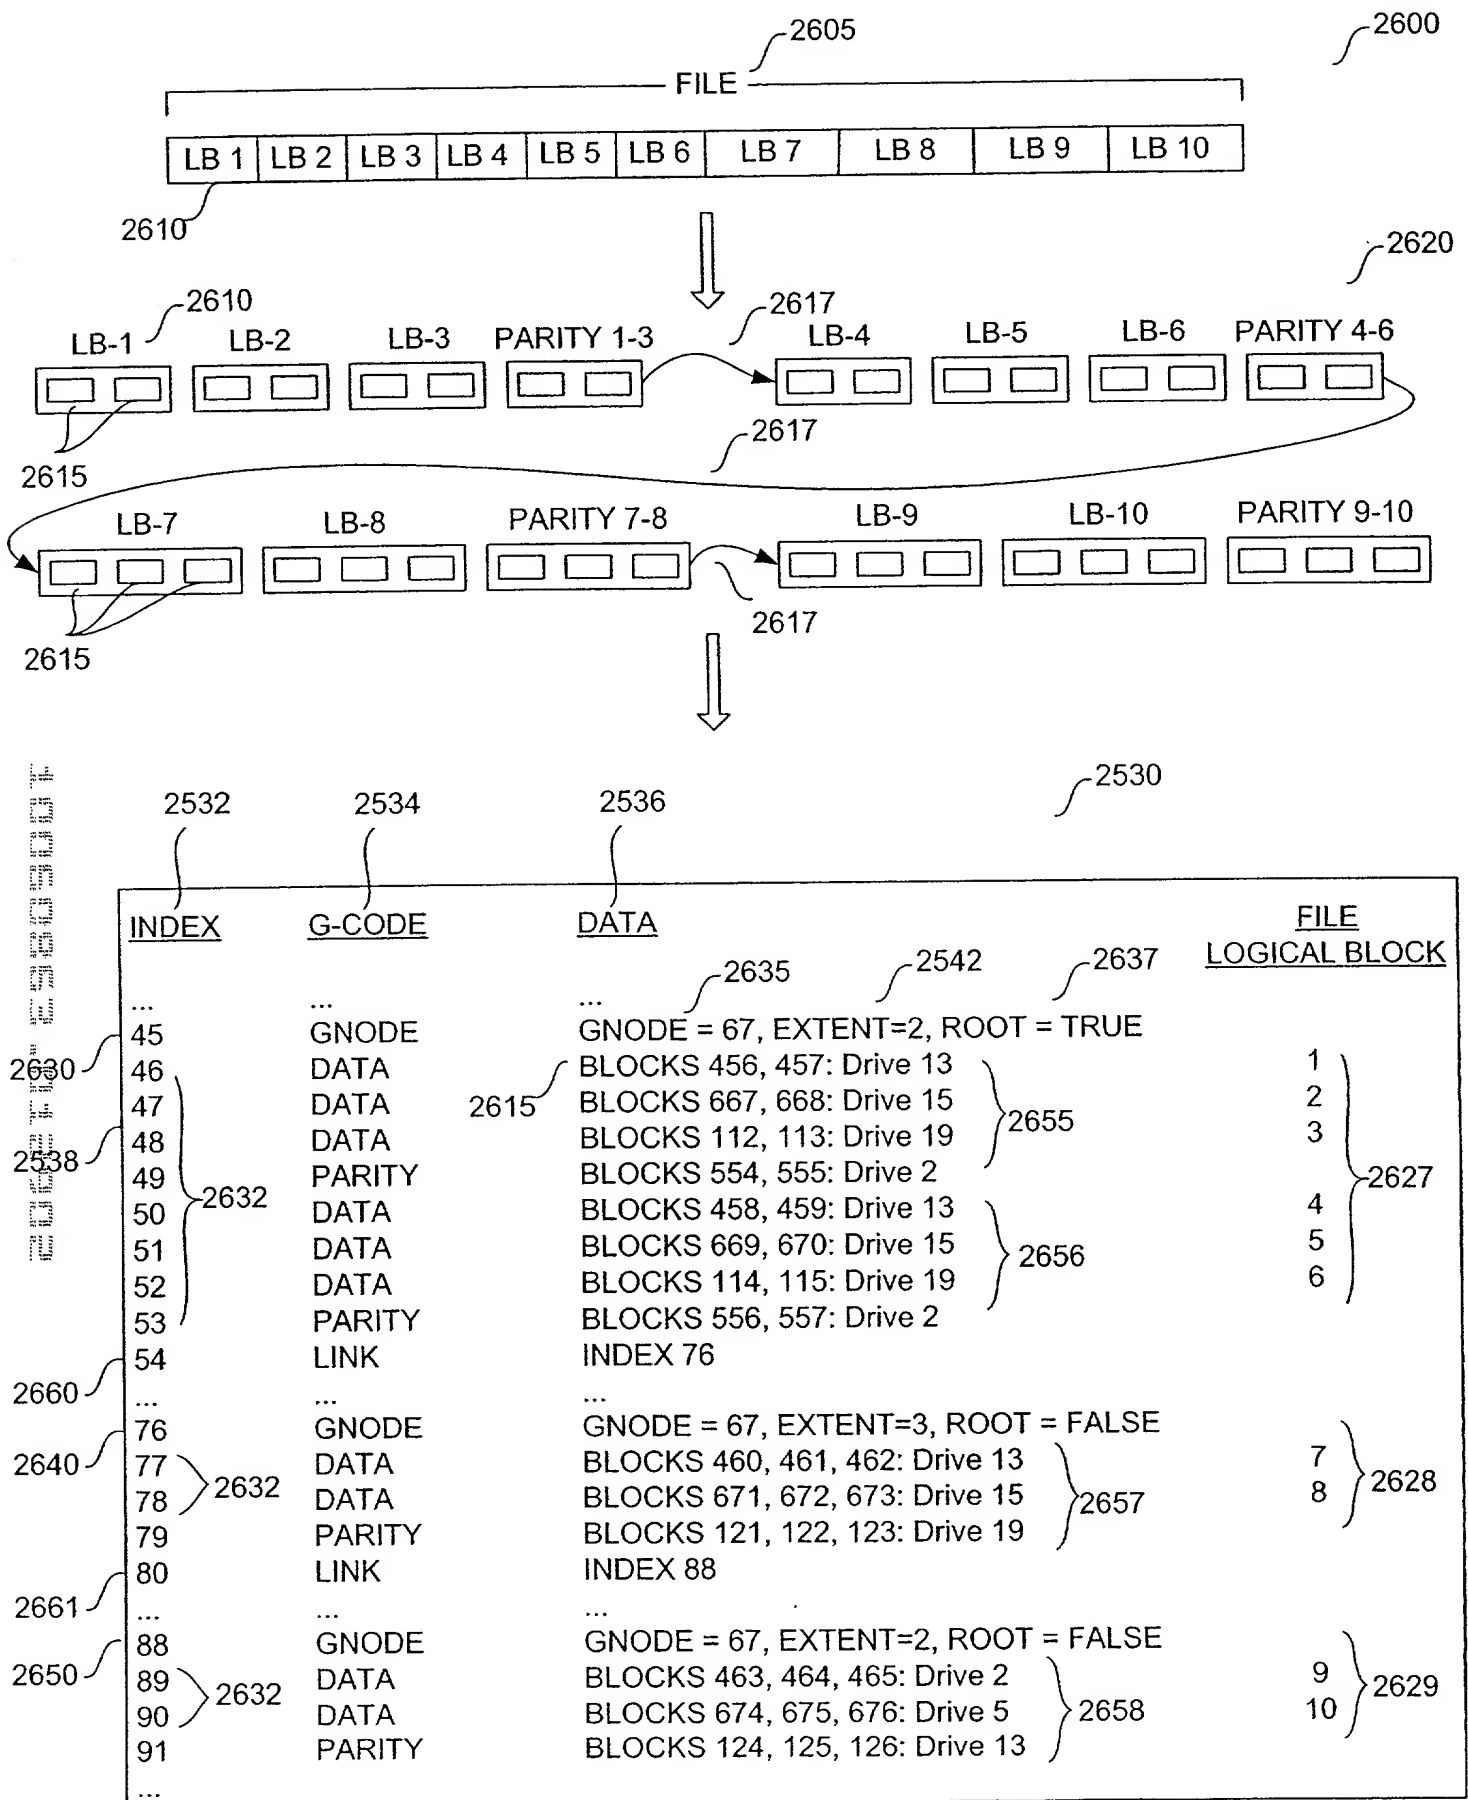 2605
2600
FILE
LB 1 LB 2 LB 3 LB 4 LB 5 LB 6 LB 7 LB 8 LB 9 LB 10
2610
2620
2610
2617
LB-1 LB-2 LB-3 PARITY 1-3 LB-4 LB-5 LB-6 PARITY 4-6
2617
2615
LB-7 LB-8 PARITY 7-8 LB-9 LB-10 PARITY 9-10
2617
2615
2530
2532 2534 2536
INDEX G-CODE DATA FILE
LOGICAL BLOCK
2635 2542 2637
... ... ...
45 GNODE GNODE = 67, EXTENT=2, ROOT = TRUE
2630 46 DATA BLOCKS 456, 457: Drive 13 1
47 DATA 2615 BLOCKS 667, 668: Drive 15 2
2655
48 DATA BLOCKS 112, 113: Drive 19 3
2538
49 PARITY BLOCKS 554, 555: Drive 2
2632 2627
50 DATA BLOCKS 458, 459: Drive 13 4
51 DATA BLOCKS 669, 670: Drive 15 5
2656
52 DATA BLOCKS 114, 115: Drive 19 6
53 PARITY BLOCKS 556, 557: Drive 2
54 LINK INDEX 76
2660
... ... ...
76 GNODE GNODE = 67, EXTENT=3, ROOT = FALSE
2640
77 DATA BLOCKS 460, 461, 462: Drive 13 7
2632 2628
78 DATA BLOCKS 671, 672, 673: Drive 15 2657 8
79 PARITY BLOCKS 121, 122, 123: Drive 19
80 LINK INDEX 88
2661
... ... ...
88 GNODE GNODE = 67, EXTENT=2, ROOT = FALSE
2650
89 DATA BLOCKS 463, 464, 465: Drive 2 9
2632 2629
90 DATA BLOCKS 674, 675, 676: Drive 5 2658 10
91 PARITY BLOCKS 124, 125, 126: Drive 13
...